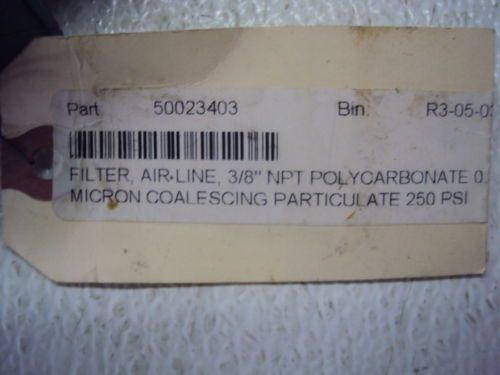 Part 50023403 Bin: R3-05-0
FILTER, AIR-LINE, 3/8" NPT POLYCARBONATE 0
MICRON COALESCING PARTICULATE 250 PSI